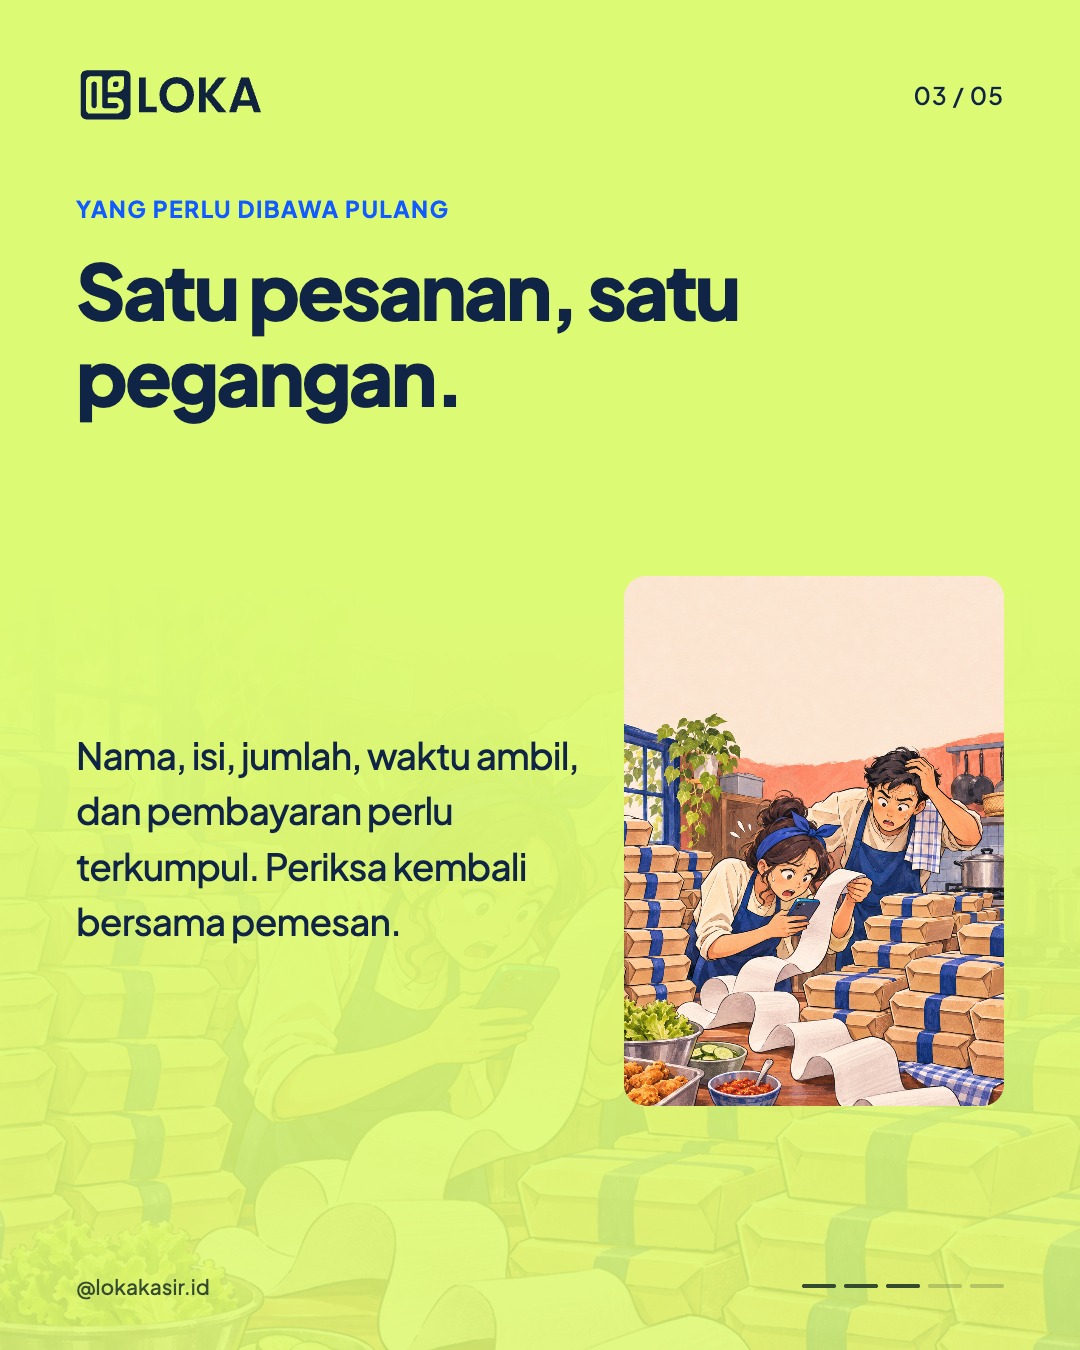 LOKA
03 / 05
YANG PERLU DIBAWA PULANG
Satu pesanan, satu
pegangan.
Nama, isi, jumlah, waktu ambil,
dan pembayaran perlu
terkumpul. Periksa kembali
bersama pemesan.
@lokakasir.id